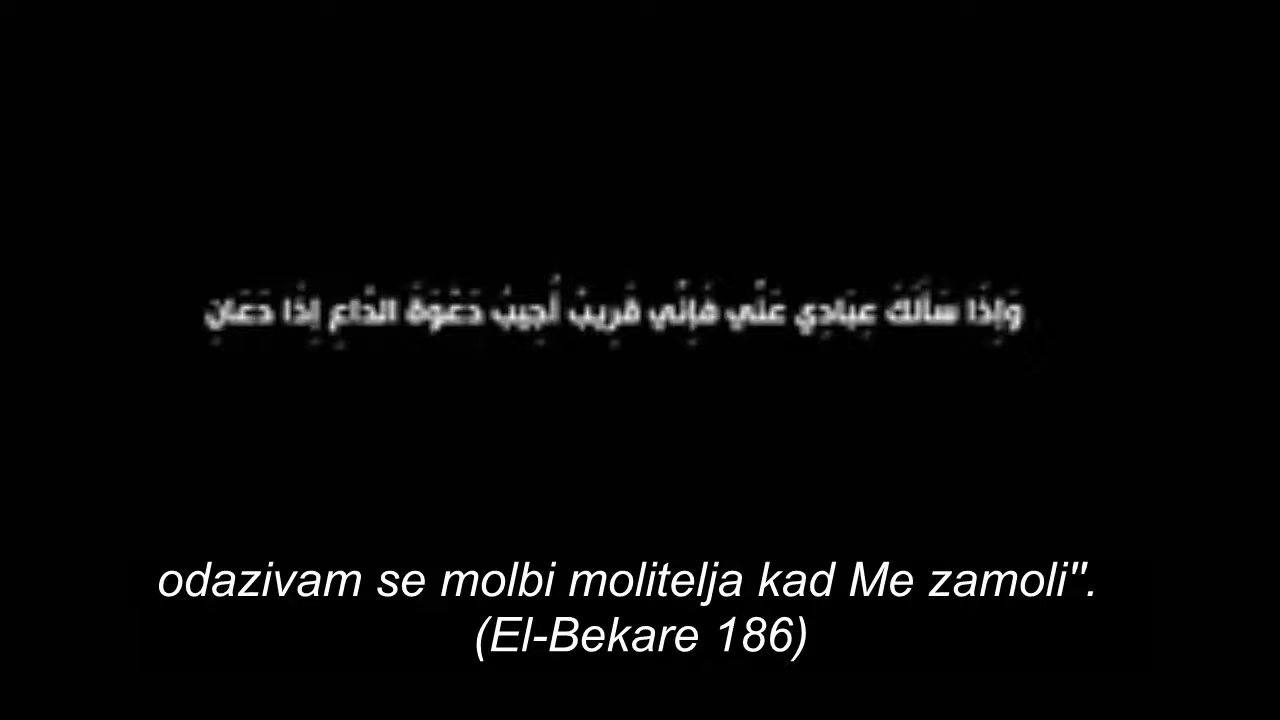 وَإِذَا سَأَلَكَ عِبَادِي عَنِّي فَإِنِّي قَرِيبٌ أُجِيبُ دَعْوَةَ الدَّاعِ إِذَا دَعَانِ
odazivam se molbi molitelja kad Me zamoli".
(El-Bekare 186)